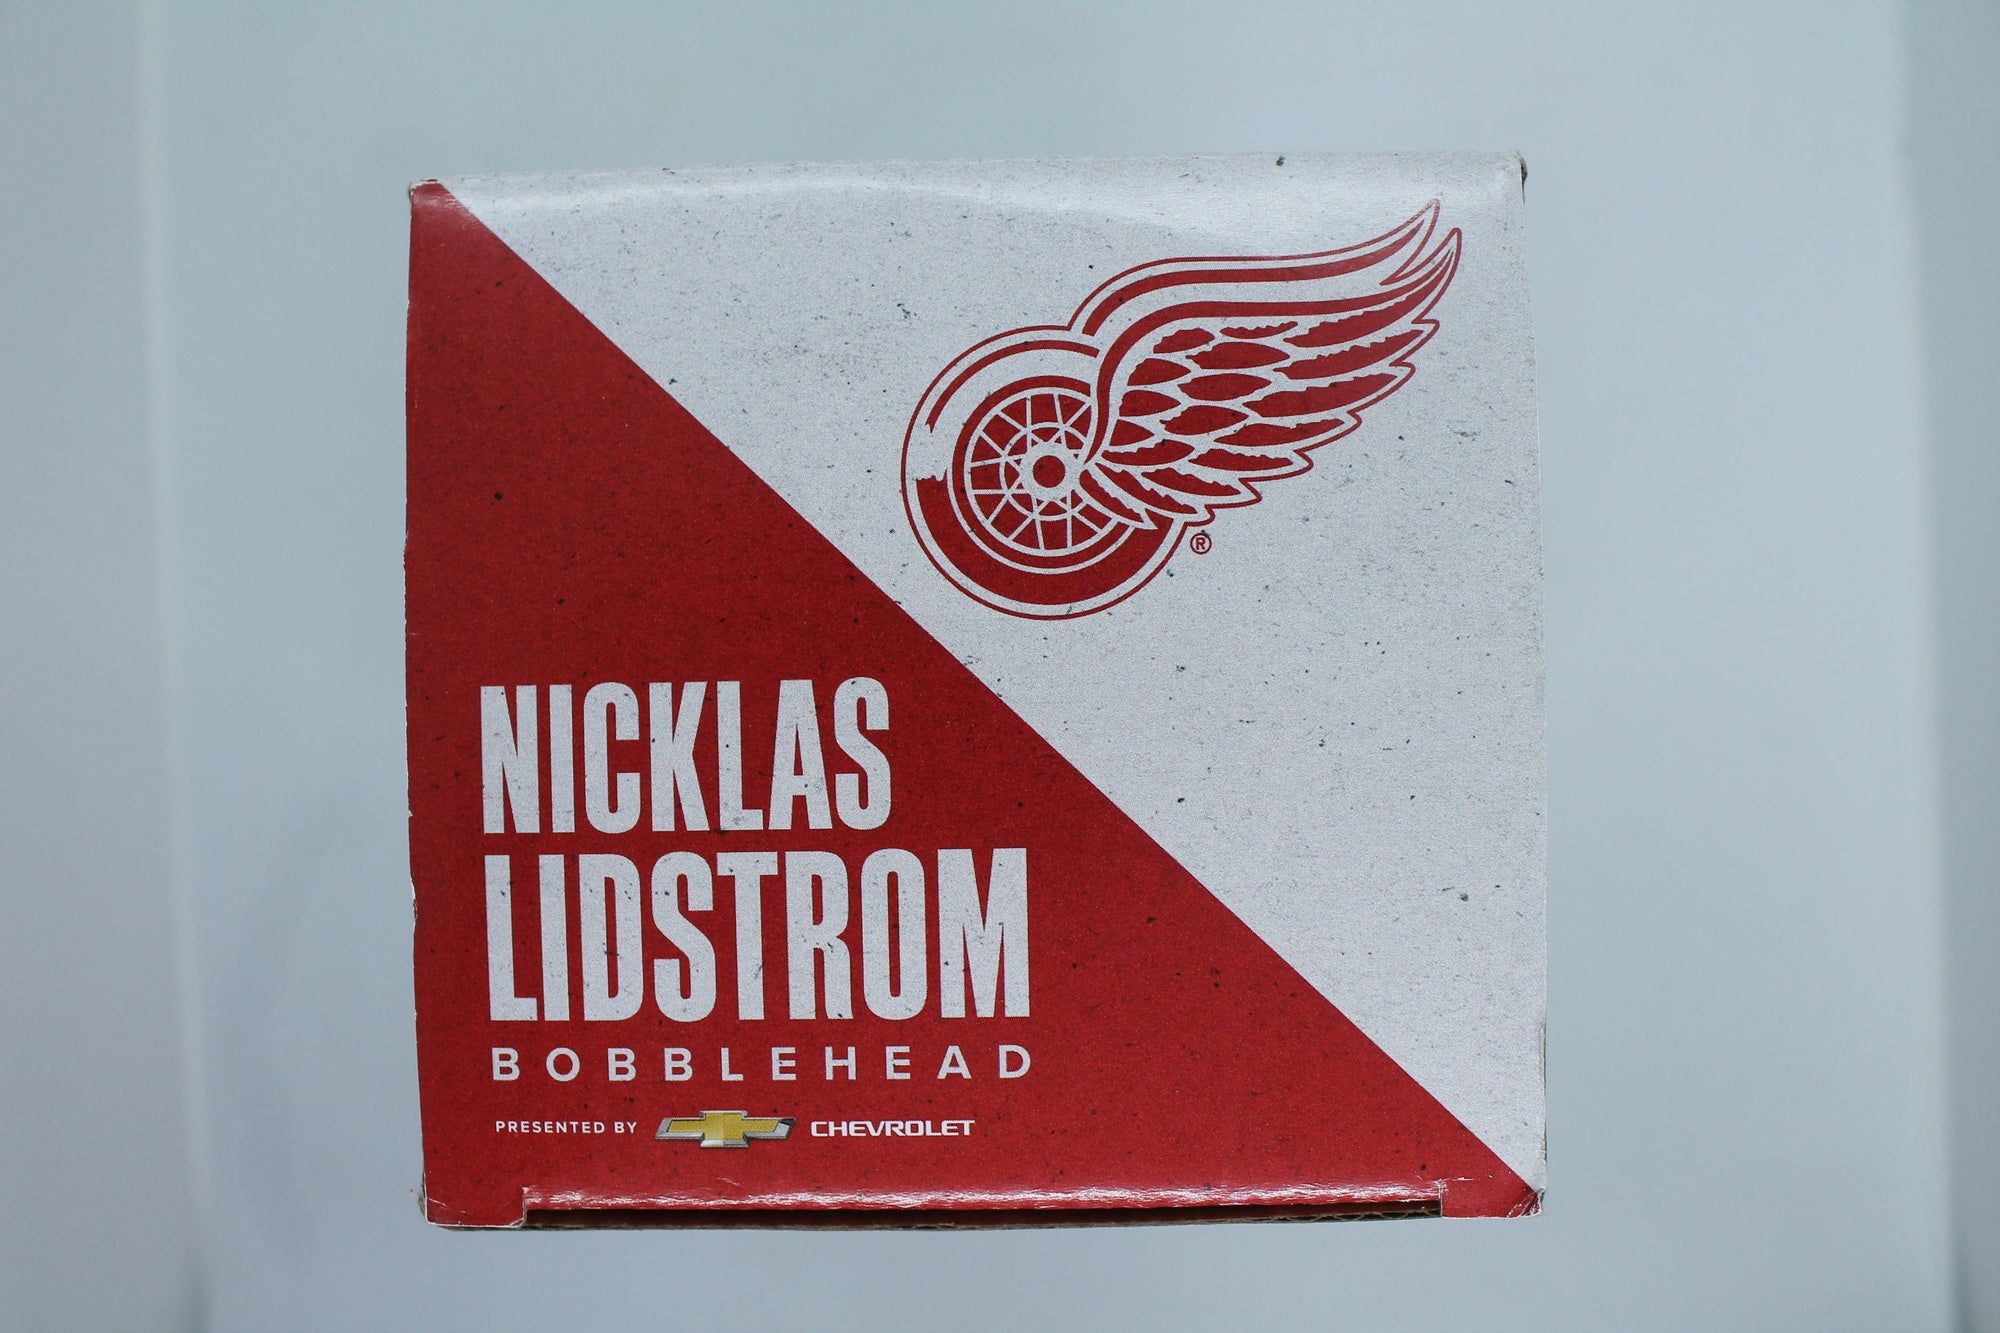 ®
NICKLAS
LIDSTROM
BOBBLEHEAD
PRESENTED BY CHEVROLET